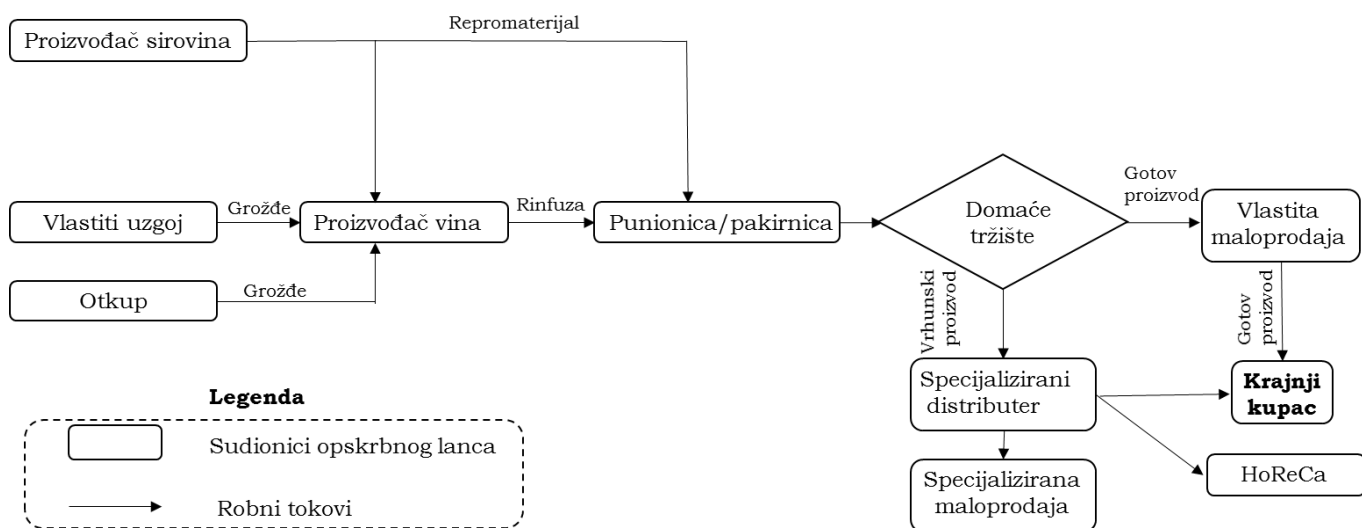 Repromaterijal
Proizvođač sirovina
Vlastiti uzgoj
Grožđe
Proizvođač vina
Rinfuza
Punionica/pakirnica
Domaće
tržište
Gotov
proizvod
Vlastita
maloprodaja
Otkup
Grožđe
Vrhunski
proizvod
Gotov
proizvod
Specijalizirani
distributer
Krajnji
kupac
Specijalizirana
maloprodaja
HoReCa
Legenda
Sudionici opskrbnog lanca
Robni tokovi